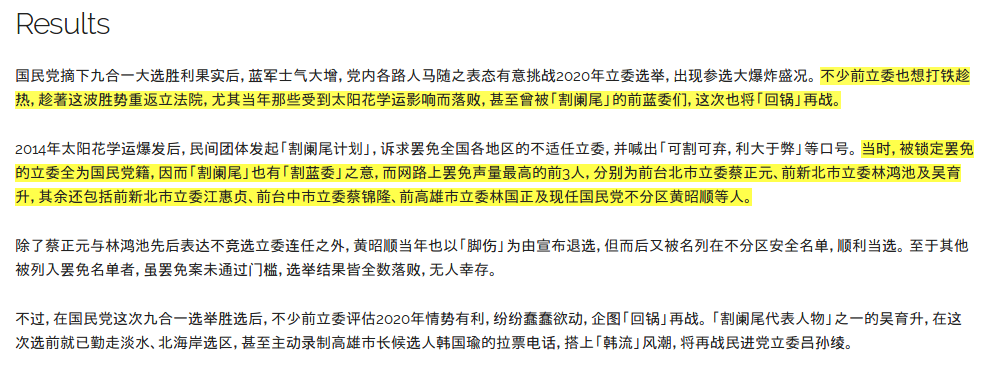 Results
国民党摘下九合一大选胜利果实后，蓝军士气大增，党内各路人马随之表态有意挑战2020年立委选举，出现参选大爆炸盛况。不少前立委也想打铁趁
热，趁著这波胜势重返立法院，尤其当年那些受到太阳花学运影响而落败，甚至曾被「割阑尾」的前蓝委们，这次也将「回锅」再战。
2014年太阳花学运爆发后，民间团体发起「割阑尾计划」，诉求罢免全国各地区的不适任立委，并喊出「可割可弃，利大于弊」等口号。当时，被锁定罢免
的立委全为国民党籍，因而「割阑尾」也有「割蓝委」之意，而网路上罢免声量最高的前3人，分别为前台北市立委蔡正元、前新北市立委林鸿池及吴育
升，其余还包括前新北市立委江惠贞、前台中市立委蔡锦隆、前高雄市立委林国正及现任国民党不分区黄昭顺等人。
除了蔡正元与林鸿池先后表达不竞选立委连任之外，黄昭顺当年也以「脚伤」为由宣布退选，但而后又被名列在不分区安全名单，顺利当选。至于其他
被列入罢免名单者，虽罢免案未通过门槛，选举结果皆全数落败，无人幸存。
不过，在国民党这次九合一选举胜选后，不少前立委评估2020年情势有利，纷纷蠢蠢欲动，企图「回锅」再战。「割阑尾代表人物」之一的吴育升，在这
次选前就已勤走淡水、北海岸选区，甚至主动录制高雄市长候选人韩国瑜的拉票电话，搭上「韩流」风潮，将再战民进党立委吕孙绫。